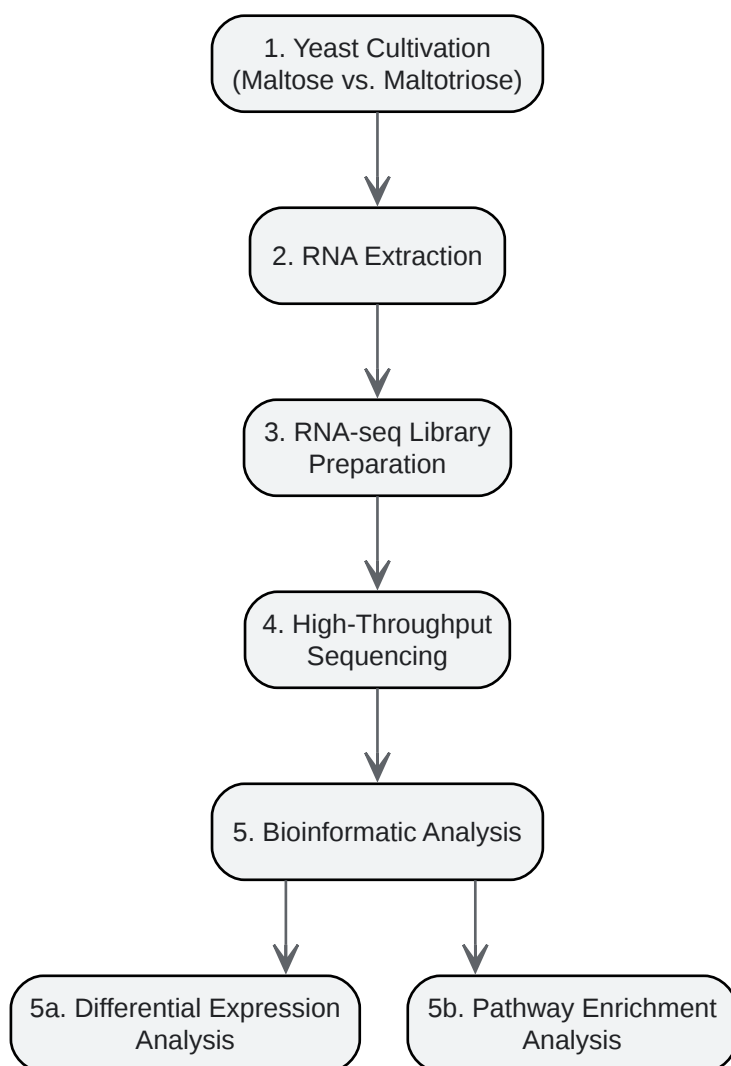 1. Yeast Cultivation
(Maltose vs. Maltotriose)
2. RNA Extraction
3. RNA-seq Library
Preparation
4. High-Throughput
Sequencing
5. Bioinformatic Analysis
5a. Differential Expression
Analysis
5b. Pathway Enrichment
Analysis